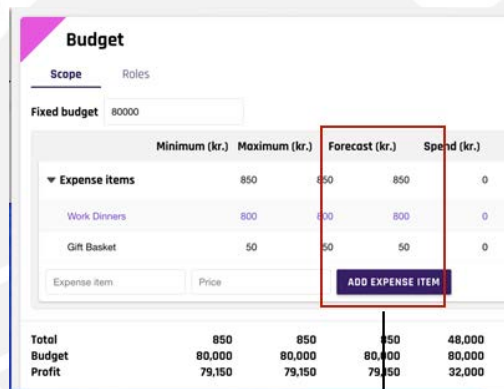 Budget
Scope Roles
Fixed budget 80000
Minimum (kr.) Maximum (kr.) Forecast (kr.) Spend (kr.)
Expense items 850 850 850 0
Work Dinners 800 800 800 0
Gift Basket 50 50 50 0
Expense item Price ADD EXPENSE ITEM
Total 850 850 850 48,000
Budget 80,000 80,000 80,000 80,000
Profit 79,150 79,150 79,150 32,000